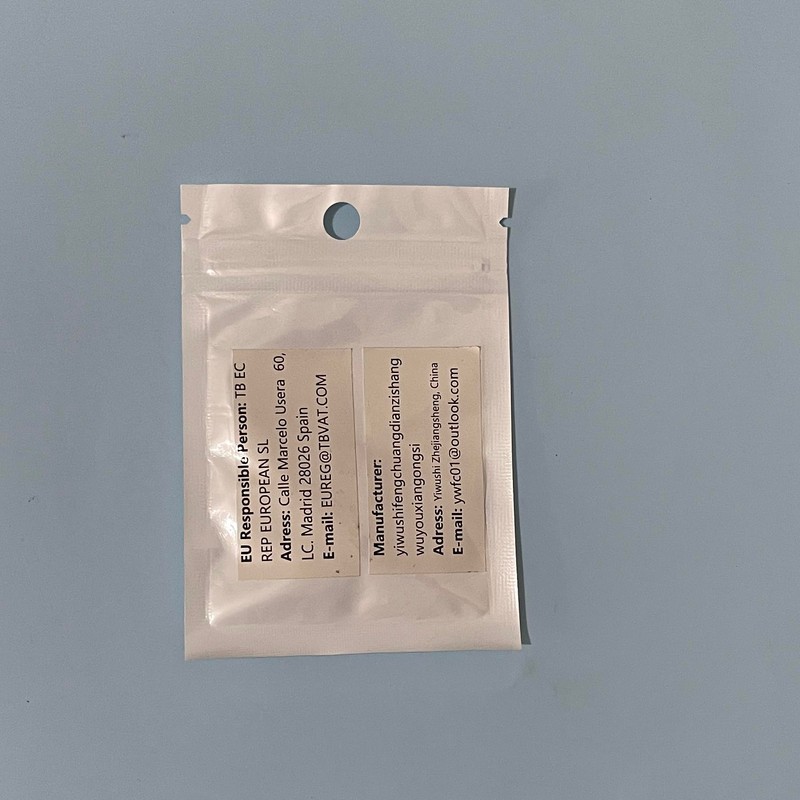 EU Responsible Person: TB EC
REP EUROPEAN SL
Adress: Calle Marcelo Usera 60,
LC. Madrid 28026 Spain
E-mail: EUREG@TBVAT.COM
Manufacturer:
yiwushifengchuangdianzishang
wuyouxiangongsi
Adress: Yiwushi Zhejiangsheng, China
E-mail: ywfc01@outlook.com